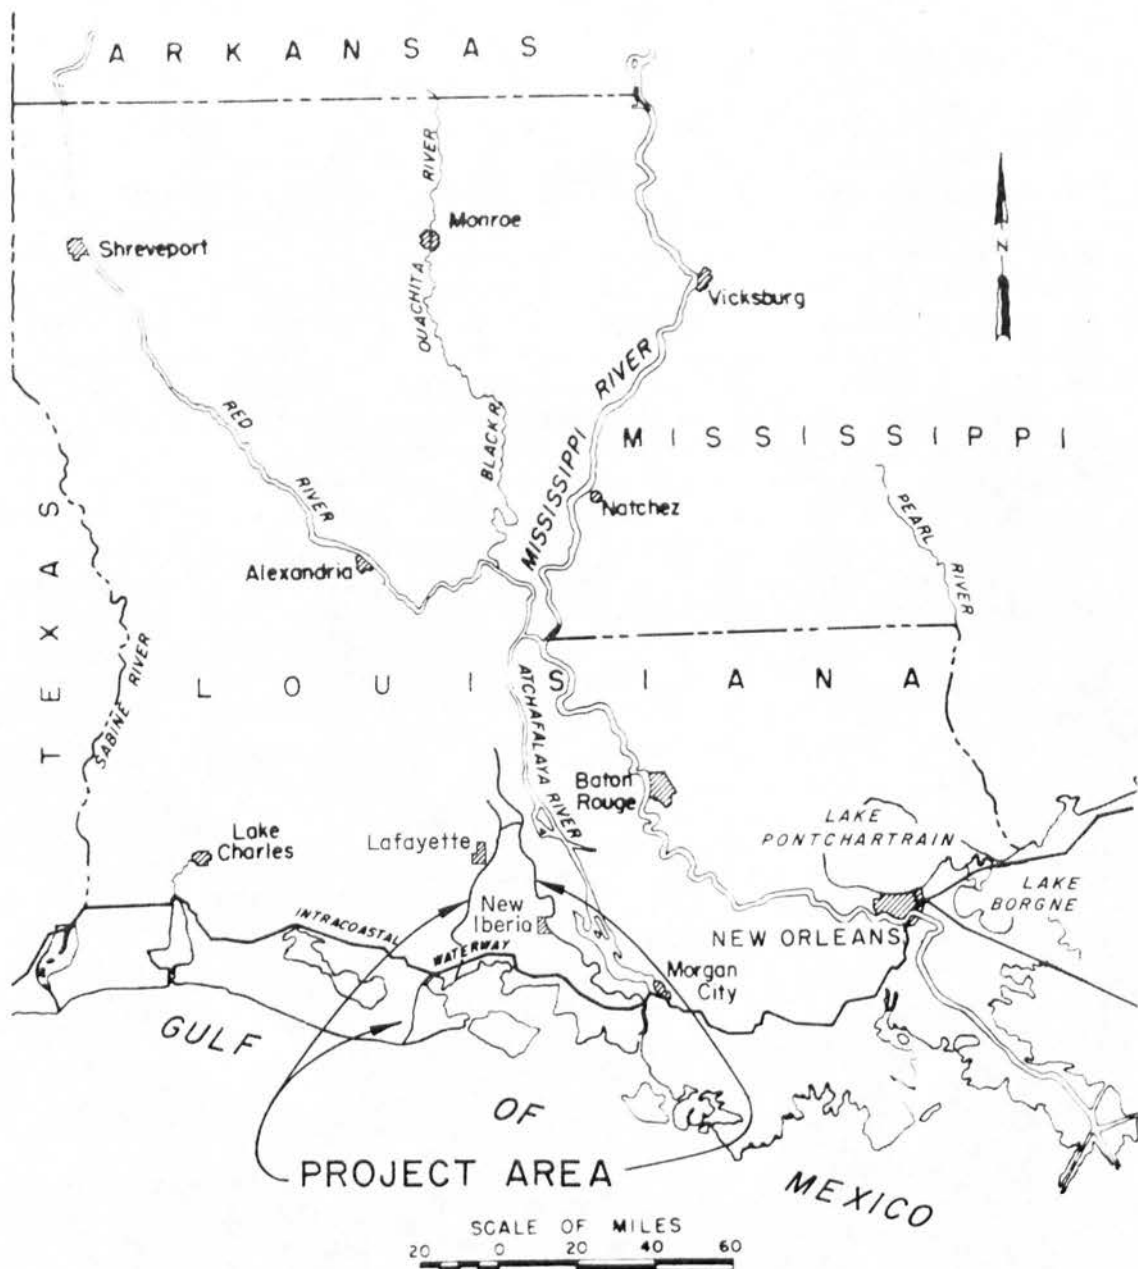 ARKANSAS
RIVER
Monroe
Shreveport
OUACHITA
N
Vicksburg
RED
RIVER
BLACK R.
MISSISSIPPI RIVER
MISSISSIPPI
Natchez
PEARL
RIVER
Alexandria
TEXAS
SABINE
RIVER
LOUISIANA
ATCHAFALAYA RIVER
Baton
Rouge
LAKE
PONTCHARTRAIN
Lake
Charles
Lafayette
LAKE
BORGNE
New
Iberia
INTRACOASTAL
WATERWAY
NEW ORLEANS
Morgan
City
GULF
OF
MEXICO
PROJECT AREA
SCALE OF MILES
20 0 20 40 60